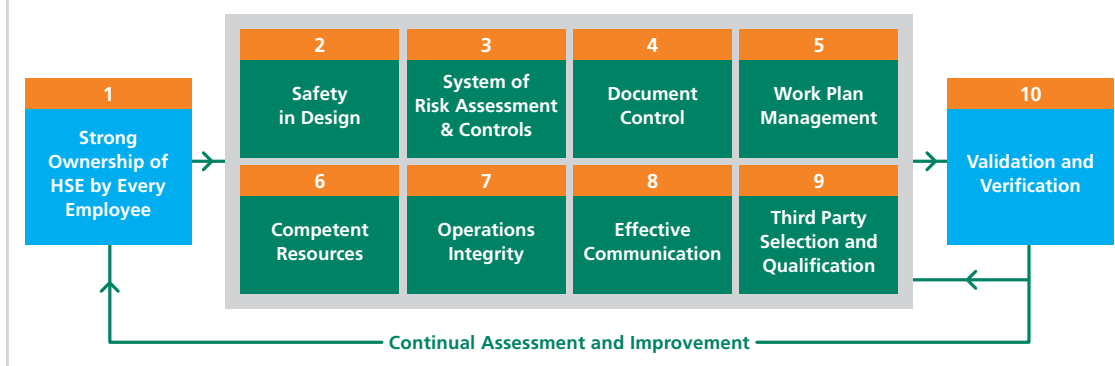 1
Strong
Ownership of
HSE by Every
Employee
2
Safety
in Design
3
System of
Risk Assessment
& Controls
4
Document
Control
5
Work Plan
Management
6
Competent
Resources
7
Operations
Integrity
8
Effective
Communication
9
Third Party
Selection and
Qualification
10
Validation and
Verification
Continual Assessment and Improvement